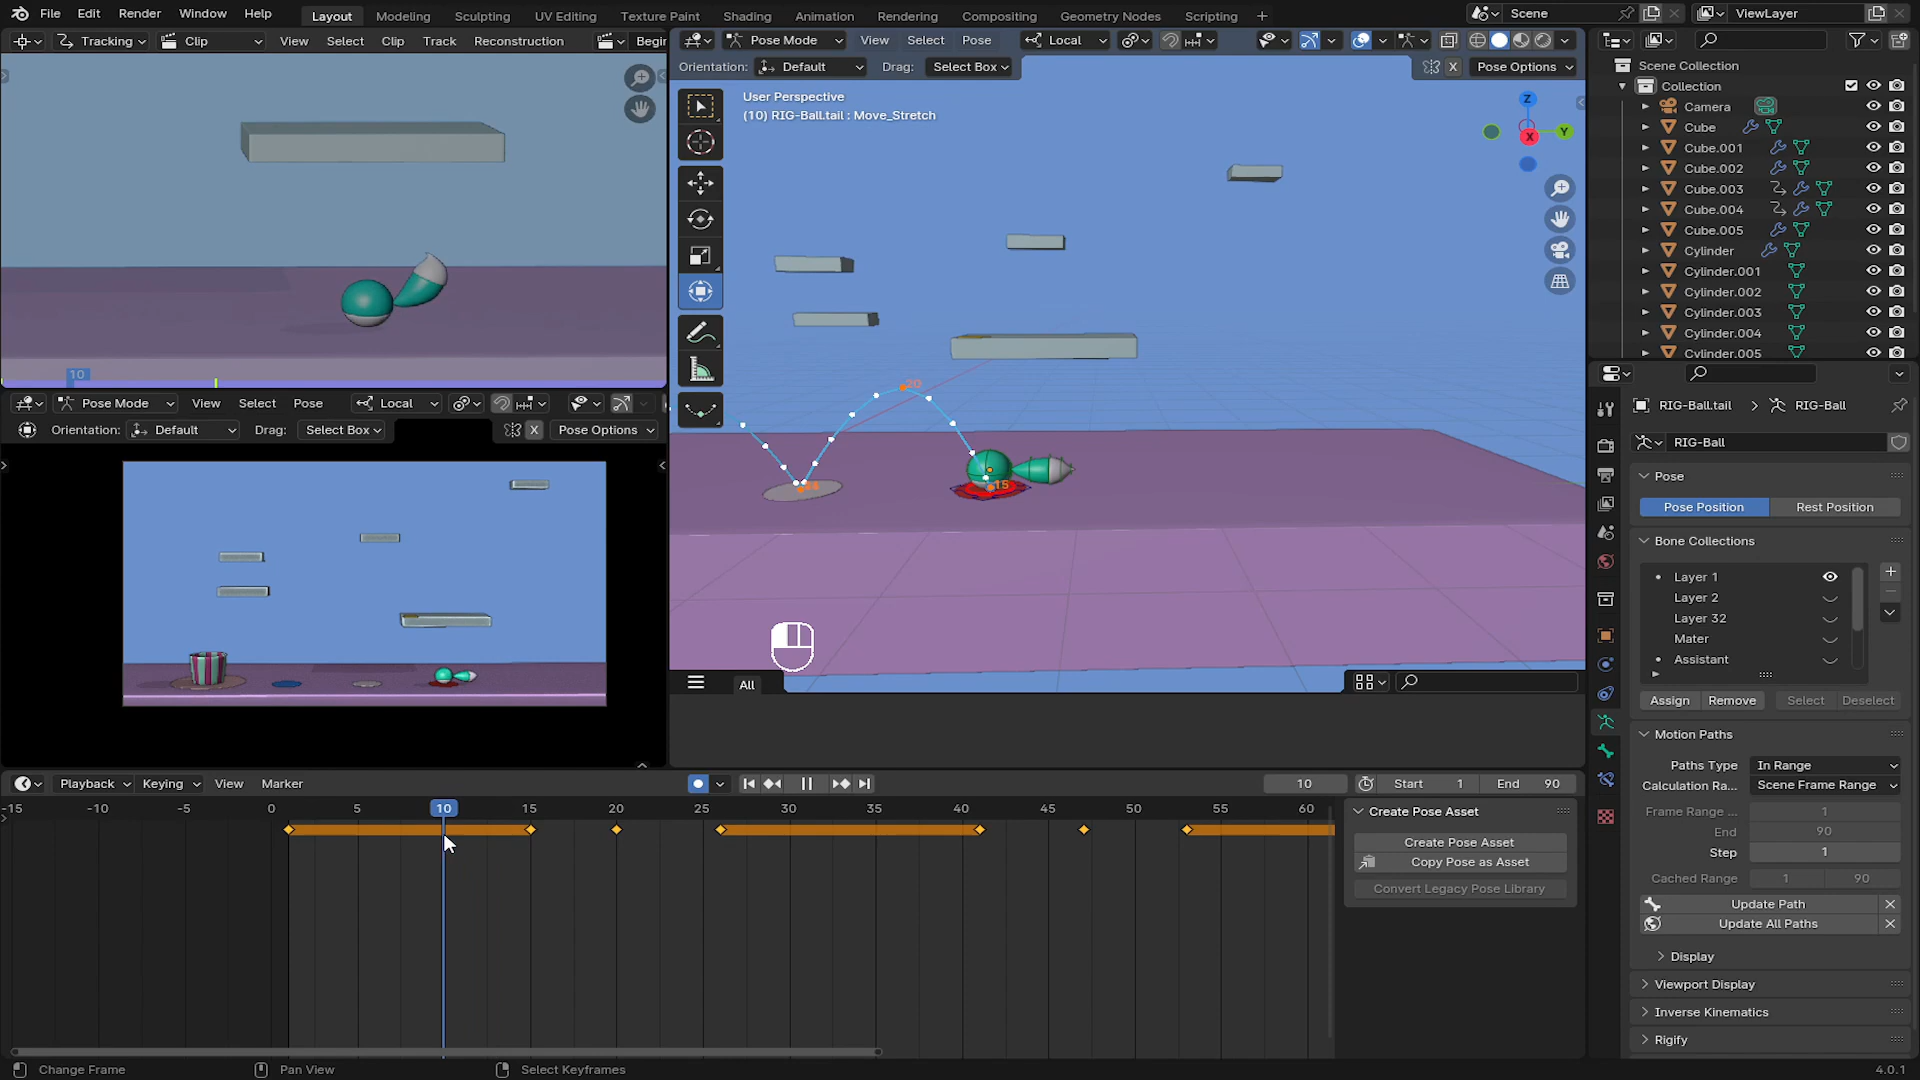 File Edit Render Window Help Layout Modeling Sculpting UV Editing Texture Paint Shading Animation Rendering Compositing Geometry Nodes Scripting + Scene ViewLayer
Tracking Clip View Select Clip Track Reconstruction Begin
Pose Mode View Select Pose Local
Orientation: Default Drag: Select Box X Pose Options
User Perspective
(10) RIG-Ball.tail : Move_Stretch
Z
Y
X
20
15
10
Pose Mode View Select Pose Local
Orientation: Default Drag: Select Box X Pose Options
All
Scene Collection
Collection
Camera
Cube
Cube.001
Cube.002
Cube.003
Cube.004
Cube.005
Cylinder
Cylinder.001
Cylinder.002
Cylinder.003
Cylinder.004
Cylinder.005
RIG-Ball.tail RIG-Ball
RIG-Ball
Pose
Pose Position Rest Position
Bone Collections
Layer 1
Layer 2
Layer 32
Mater
Assistant
Assign Remove Select Deselect
Motion Paths
Paths Type In Range
Calculation Ra... Scene Frame Range
Frame Range ... 1
End 90
Step 1
Cached Range 1 90
Update Path
Update All Paths
Display
Viewport Display
Inverse Kinematics
Rigify
Playback Keying View Marker 10 Start 1 End 90
-15 -10 -5 0 5 10 15 20 25 30 35 40 45 50 55 60
Create Pose Asset
Create Pose Asset
Copy Pose as Asset
Convert Legacy Pose Library
Change Frame Pan View Select Keyframes 4.0.1